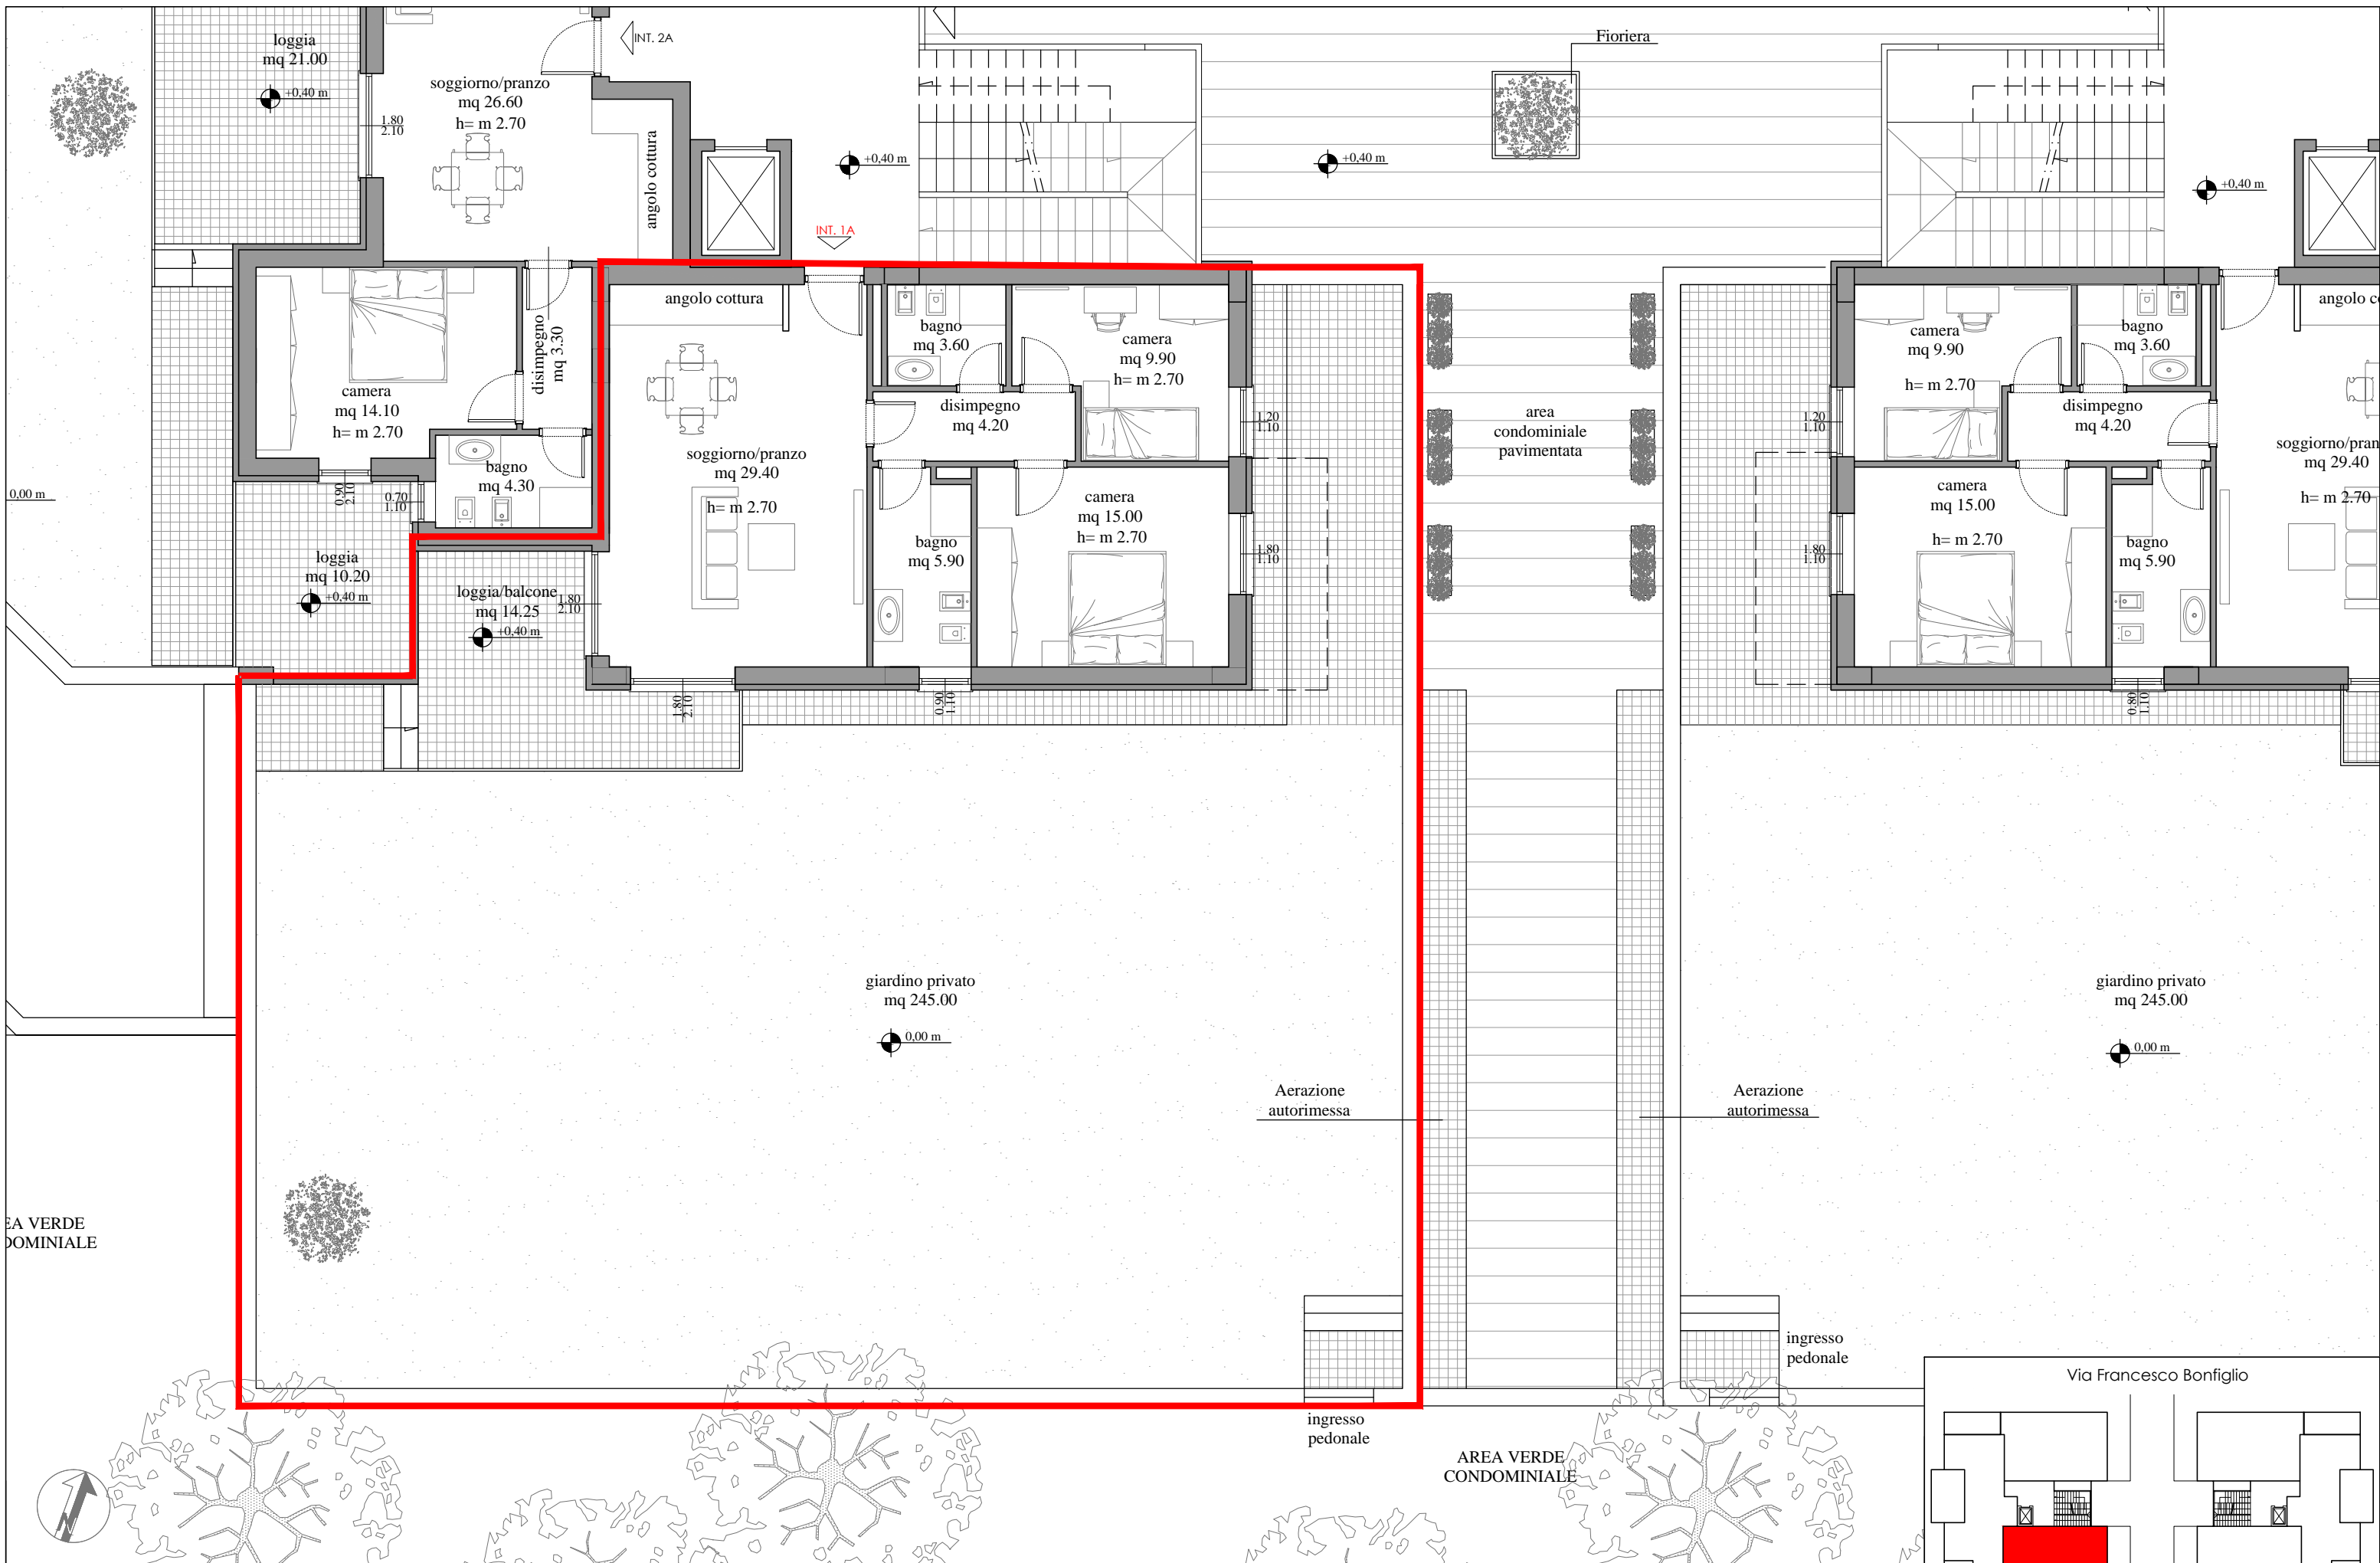 loggia
mq 21.00
+0,40 m
1.80
2.10
soggiorno/pranzo
mq 26.60
h= m 2.70
angolo cottura
INT. 2A
+0,40 m
INT. 1A
Fioriera
+0,40 m
+0,40 m
camera
mq 14.10
h= m 2.70
disimpegno
mq 3.30
bagno
mq 4.30
0.90
2.10
0.70
1.10
0,00 m
loggia
mq 10.20
+0,40 m
loggia/balcone
mq 14.25
+0,40 m
1.80
2.10
angolo cottura
soggiorno/pranzo
mq 29.40
h= m 2.70
1.80
2.10
bagno
mq 3.60
camera
mq 9.90
h= m 2.70
disimpegno
mq 4.20
1.20
1.10
camera
mq 15.00
h= m 2.70
1.80
1.10
bagno
mq 5.90
0.90
1.10
area
condominiale
pavimentata
camera
mq 9.90
h= m 2.70
1.20
1.10
bagno
mq 3.60
disimpegno
mq 4.20
camera
mq 15.00
h= m 2.70
1.80
1.10
bagno
mq 5.90
0.80
1.10
angolo co
soggiorno/pran
mq 29.40
h= m 2.70
giardino privato
mq 245.00
0,00 m
giardino privato
mq 245.00
0,00 m
Aerazione
autorimessa
Aerazione
autorimessa
EA VERDE
DOMINIALE
ingresso
pedonale
ingresso
pedonale
AREA VERDE
CONDOMINIALE
N
Via Francesco Bonfiglio